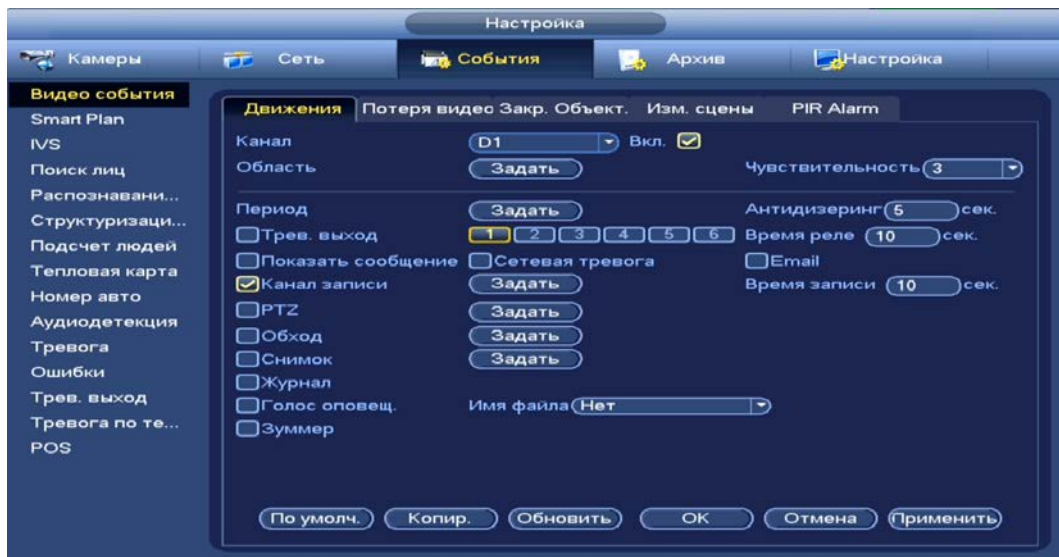 Настройка
Камеры Сеть События Архив Настройка
Видео события
Smart Plan
IVS
Поиск лиц
Распознавани...
Структуризаци...
Подсчет людей
Тепловая карта
Номер авто
Аудиодетекция
Тревога
Ошибки
Трев. выход
Тревога по те...
POS
Движения Потеря видео Закр. Объект. Изм. сцены PIR Alarm
Канал D1 Вкл.
Область Задать Чувствительность 3
Период Задать Антидизеринг 5 сек.
Трев. выход 1 2 3 4 5 6 Время реле 10 сек.
Показать сообщение Сетевая тревога Email
Канал записи Задать Время записи 10 сек.
PTZ Задать
Обход Задать
Снимок Задать
Журнал
Голос оповещ. Имя файла Нет
Зуммер
По умолч. Копир. Обновить OK Отмена Применить